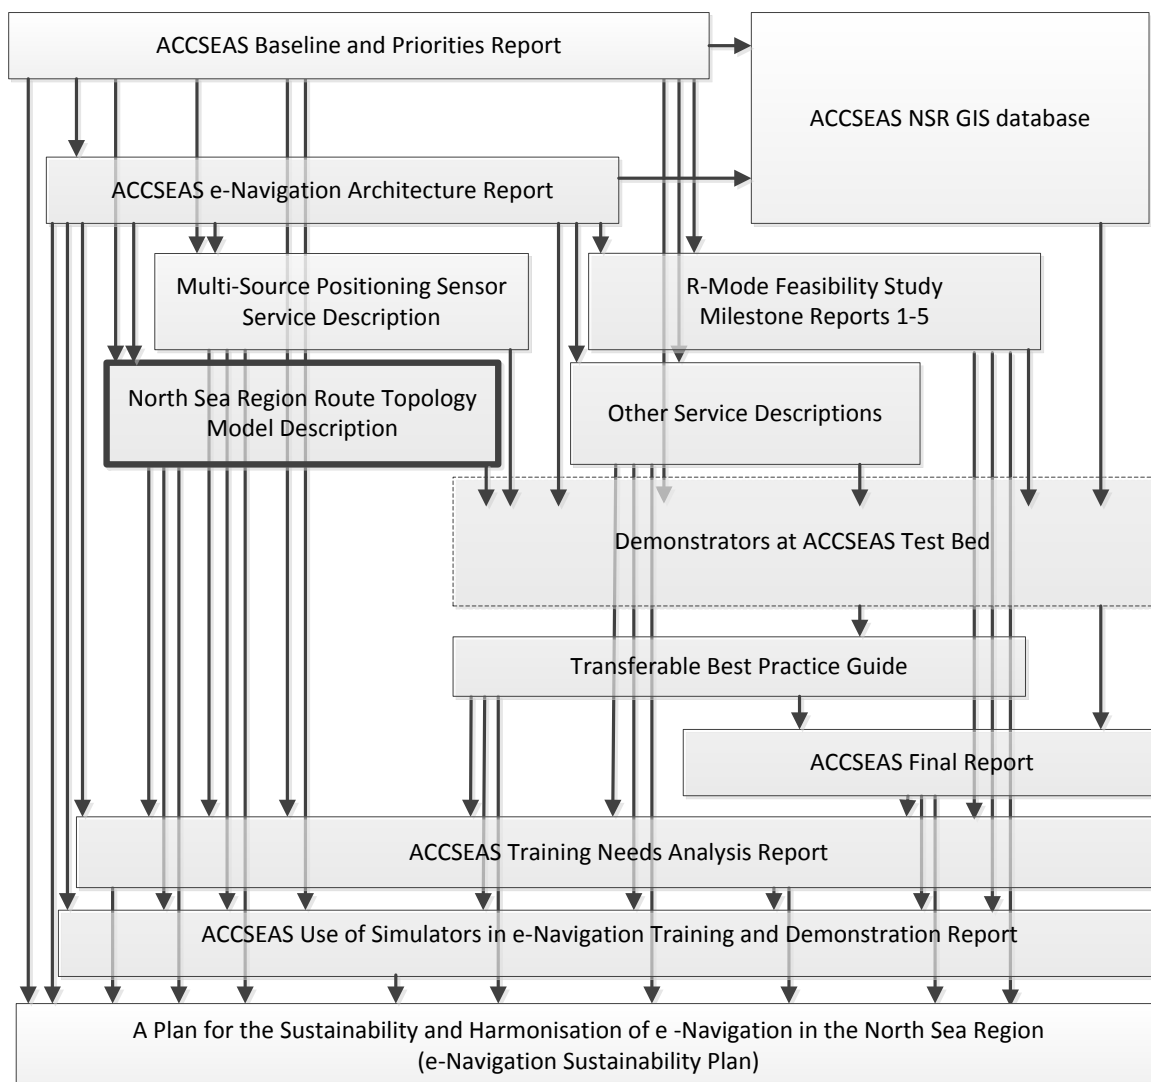 ACCSEAS Baseline and Priorities Report
ACCSEAS NSR GIS database
ACCSEAS e-Navigation Architecture Report
Multi-Source Positioning Sensor
Service Description
R-Mode Feasibility Study
Milestone Reports 1-5
North Sea Region Route Topology
Model Description
Other Service Descriptions
Demonstrators at ACCSEAS Test Bed
Transferable Best Practice Guide
ACCSEAS Final Report
ACCSEAS Training Needs Analysis Report
ACCSEAS Use of Simulators in e-Navigation Training and Demonstration Report
A Plan for the Sustainability and Harmonisation of e -Navigation in the North Sea Region
(e-Navigation Sustainability Plan)